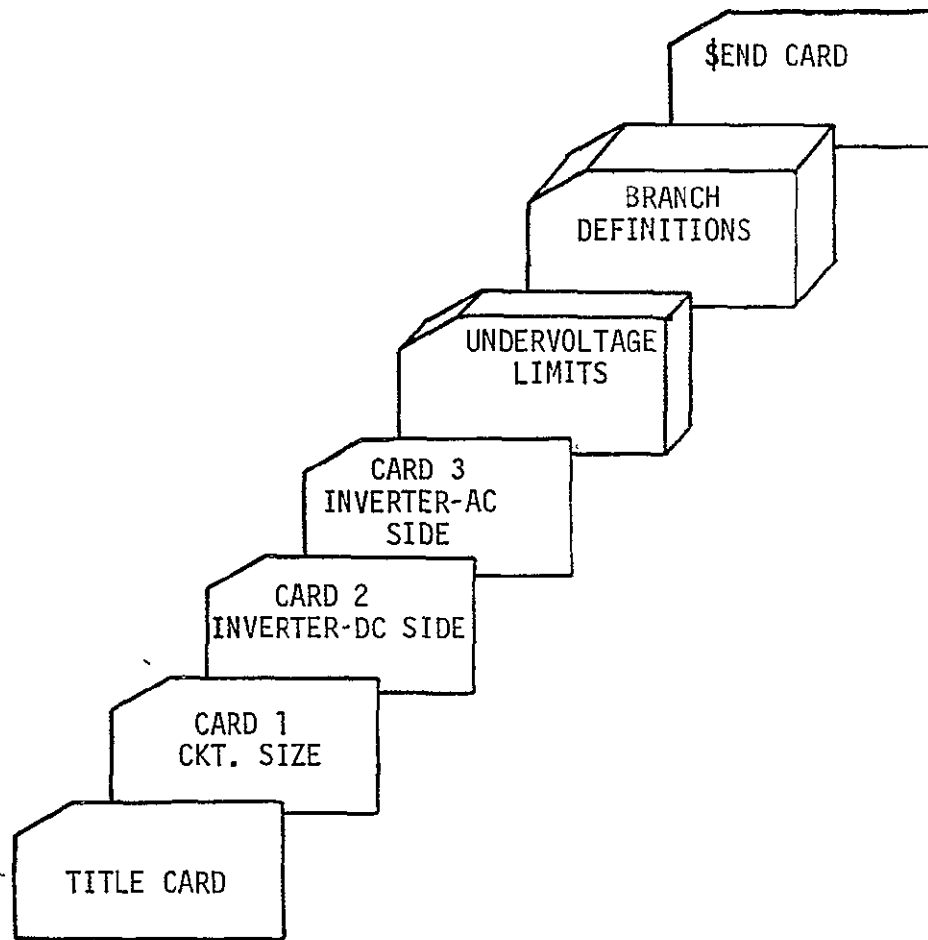 $END CARD
BRANCH
DEFINITIONS
UNDERVOLTAGE
LIMITS
CARD 3
INVERTER-AC
SIDE
CARD 2
INVERTER-DC SIDE
CARD 1
CKT. SIZE
TITLE CARD